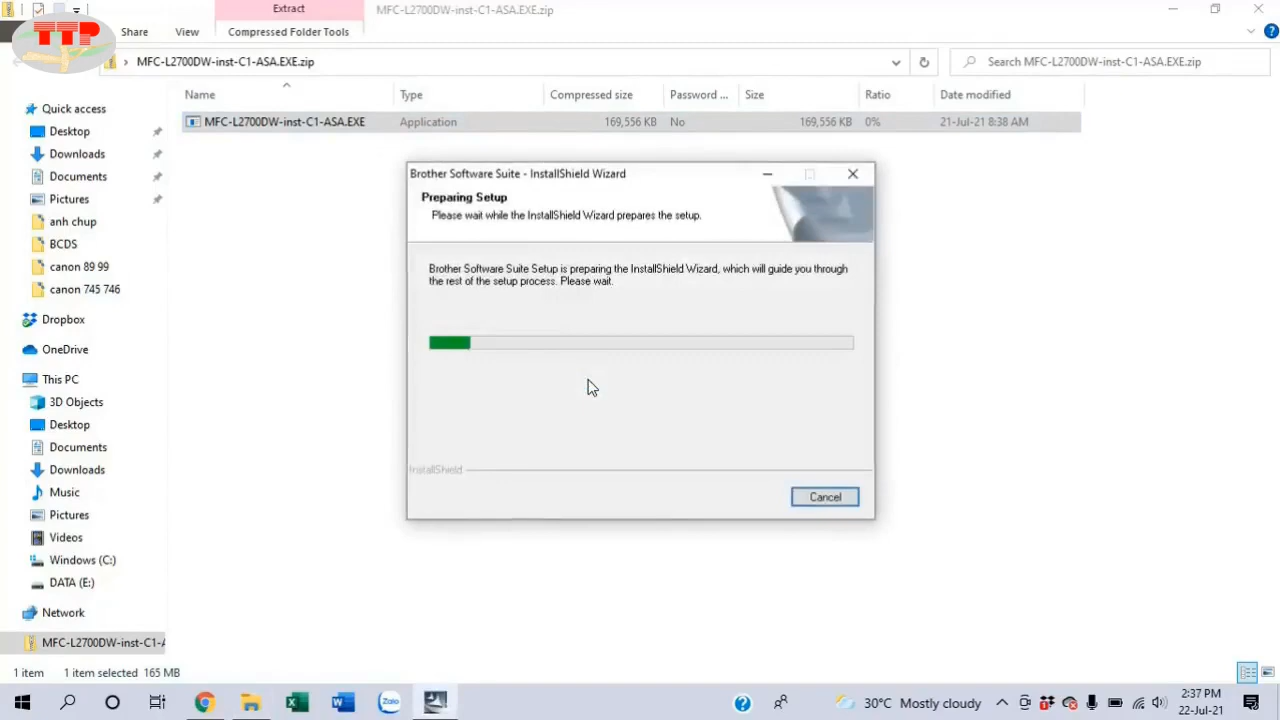 Extract
MFC-L2700DW-inst-C1-ASA.EXE.zip
TTP
Share
View
Compressed Folder Tools
MFC-L2700DW-inst-C1-ASA.EXE.zip
Search MFC-L2700DW-inst-C1-ASA.EXE.zip
Name
Type
Compressed size
Password ...
Size
Ratio
Date modified
MFC-L2700DW-inst-C1-ASA.EXE
Application
169,556 KB
No
169,556 KB
0%
21-Jul-21 8:38 AM
Quick access
Desktop
Downloads
Documents
Pictures
anh chup
BCDS
canon 89 99
canon 745 746
Dropbox
OneDrive
This PC
3D Objects
Desktop
Documents
Downloads
Music
Pictures
Videos
Windows (C:)
DATA (E:)
Network
MFC-L2700DW-inst-C1-A
Brother Software Suite - InstallShield Wizard
Preparing Setup
Please wait while the InstallShield Wizard prepares the setup.
Brother Software Suite Setup is preparing the InstallShield Wizard, which will guide you through
the rest of the setup process. Please wait.
InstallShield
Cancel
1 item
1 item selected 165 MB
Zalo
30°C Mostly cloudy
2:37 PM
22-Jul-21